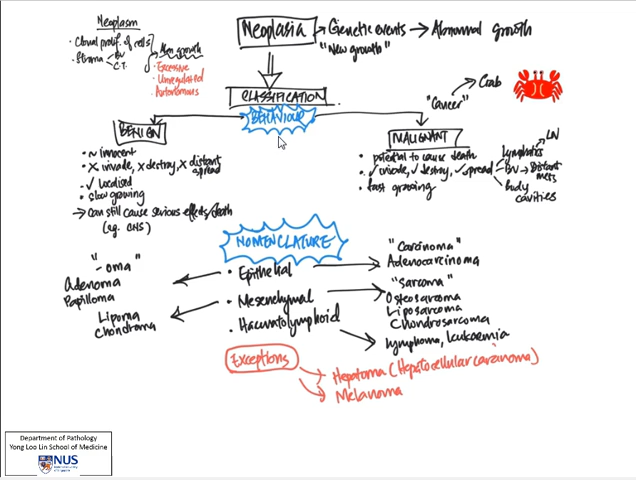 Neoplasm
• Clonal prolif. of cells
• Stroma < BV
C.T.
Abn growth
• Excessive
• Unregulated
• Autonomous
Neoplasia → Genetic events → Abnormal growth
"New growth"
CLASSIFICATION
BEHAVIOUR
"Cancer" → Crab
BENIGN
• ~ innocent
• X invade, X destroy, X distant spread
• ✓ localised
• slow growing
→ Can still cause serious effects/death
(eg. CNS)
MALIGNANT
• potential to cause death
• ✓ invade, ✓ destroy, ✓ spread
• fast growing
lymphatics → LN
BV → Distant mets
body cavities
NOMENCLATURE
• Epithelial
• Mesenchymal
• Haematolymphoid
"-oma"
Adenoma
Papilloma
Lipoma
Chondroma
"Carcinoma"
Adenocarcinoma
"Sarcoma"
Osteosarcoma
Liposarcoma
Chondrosarcoma
lymphoma, leukaemia
Exceptions
→ Hepatoma (Hepatocellular carcinoma)
→ Melanoma
Department of Pathology
Yong Loo Lin School of Medicine
NUS